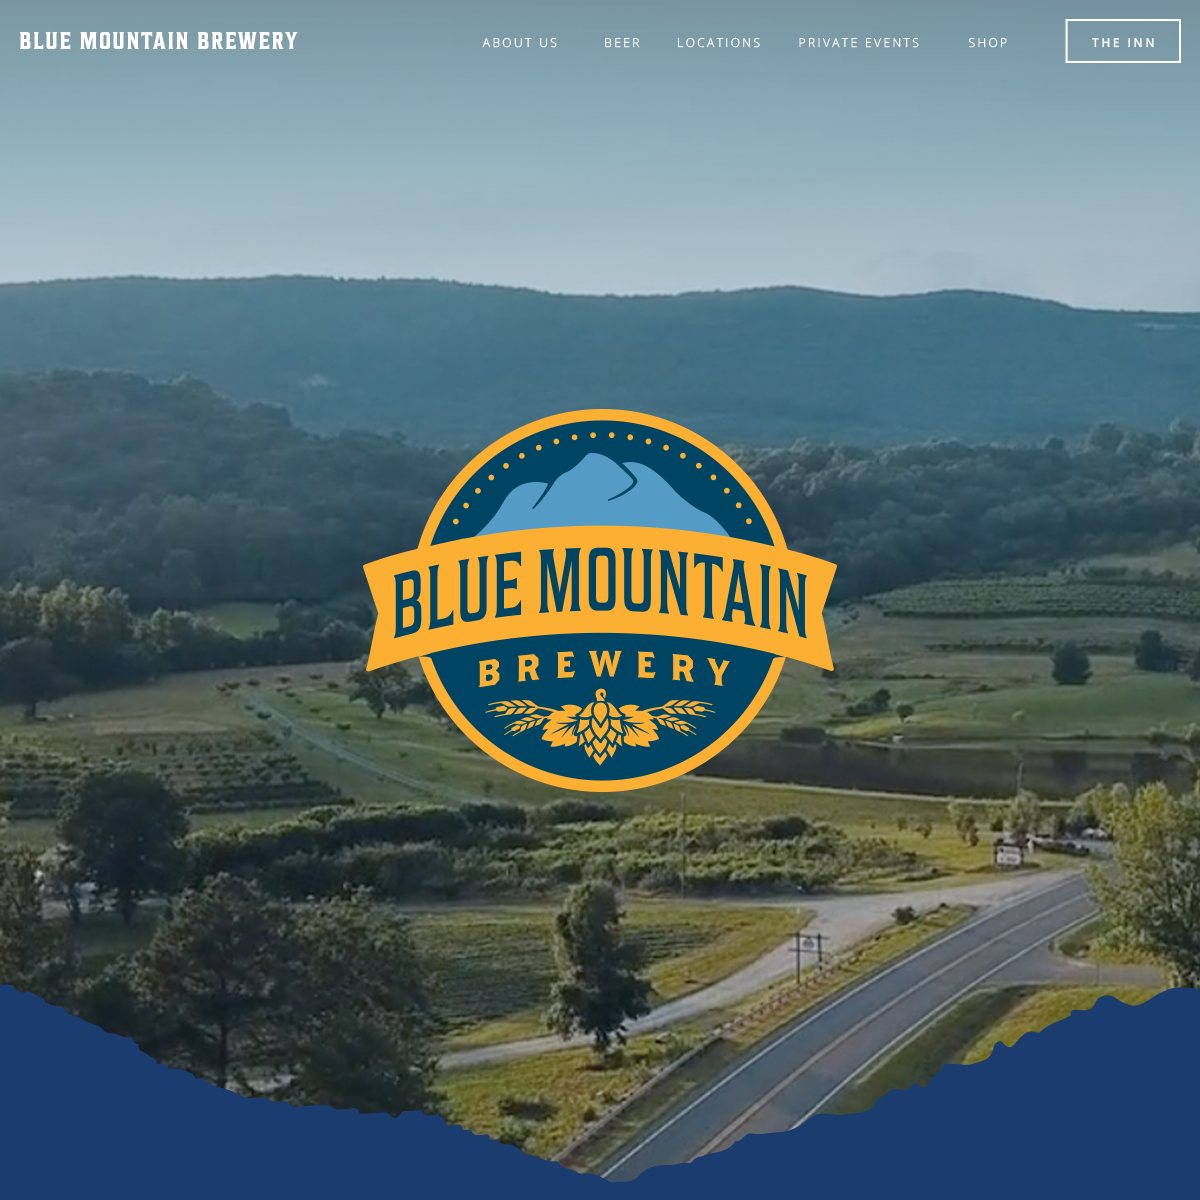 BLUE MOUNTAIN BREWERY
ABOUT US
BEER
LOCATIONS
PRIVATE EVENTS
SHOP
THE INN
BLUE MOUNTAIN
BREWERY